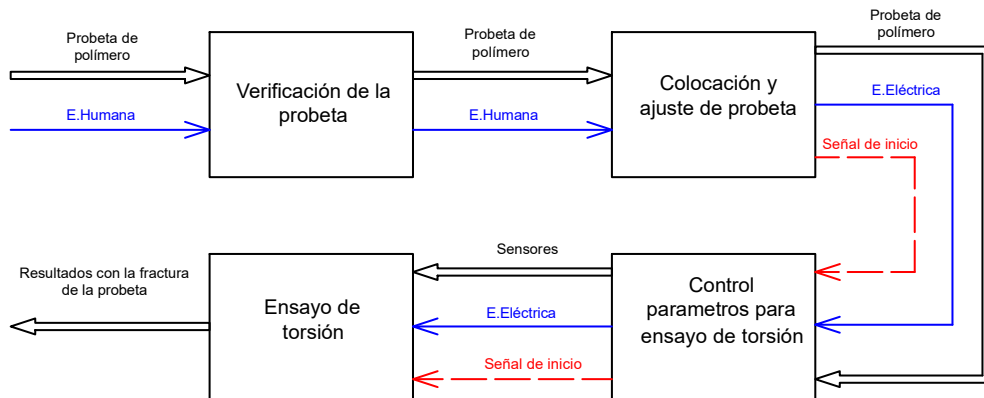 Probeta de
polímero
E.Humana
Verificación de la
probeta
Probeta de
polímero
E.Humana
Colocación y
ajuste de probeta
Probeta de
polímero
E.Eléctrica
Señal de inicio
Resultados con la fractura
de la probeta
Ensayo de
torsión
Sensores
E.Eléctrica
Señal de inicio
Control
parametros para
ensayo de torsión